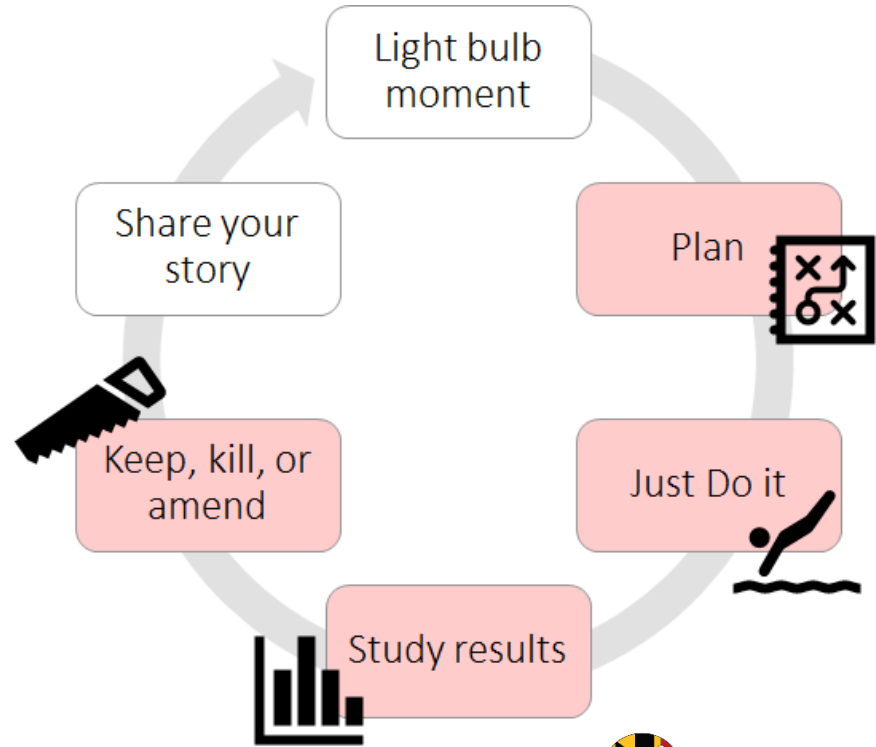 Light bulb
moment
Plan
Just Do it
Study results
Keep, kill, or
amend
Share your
story